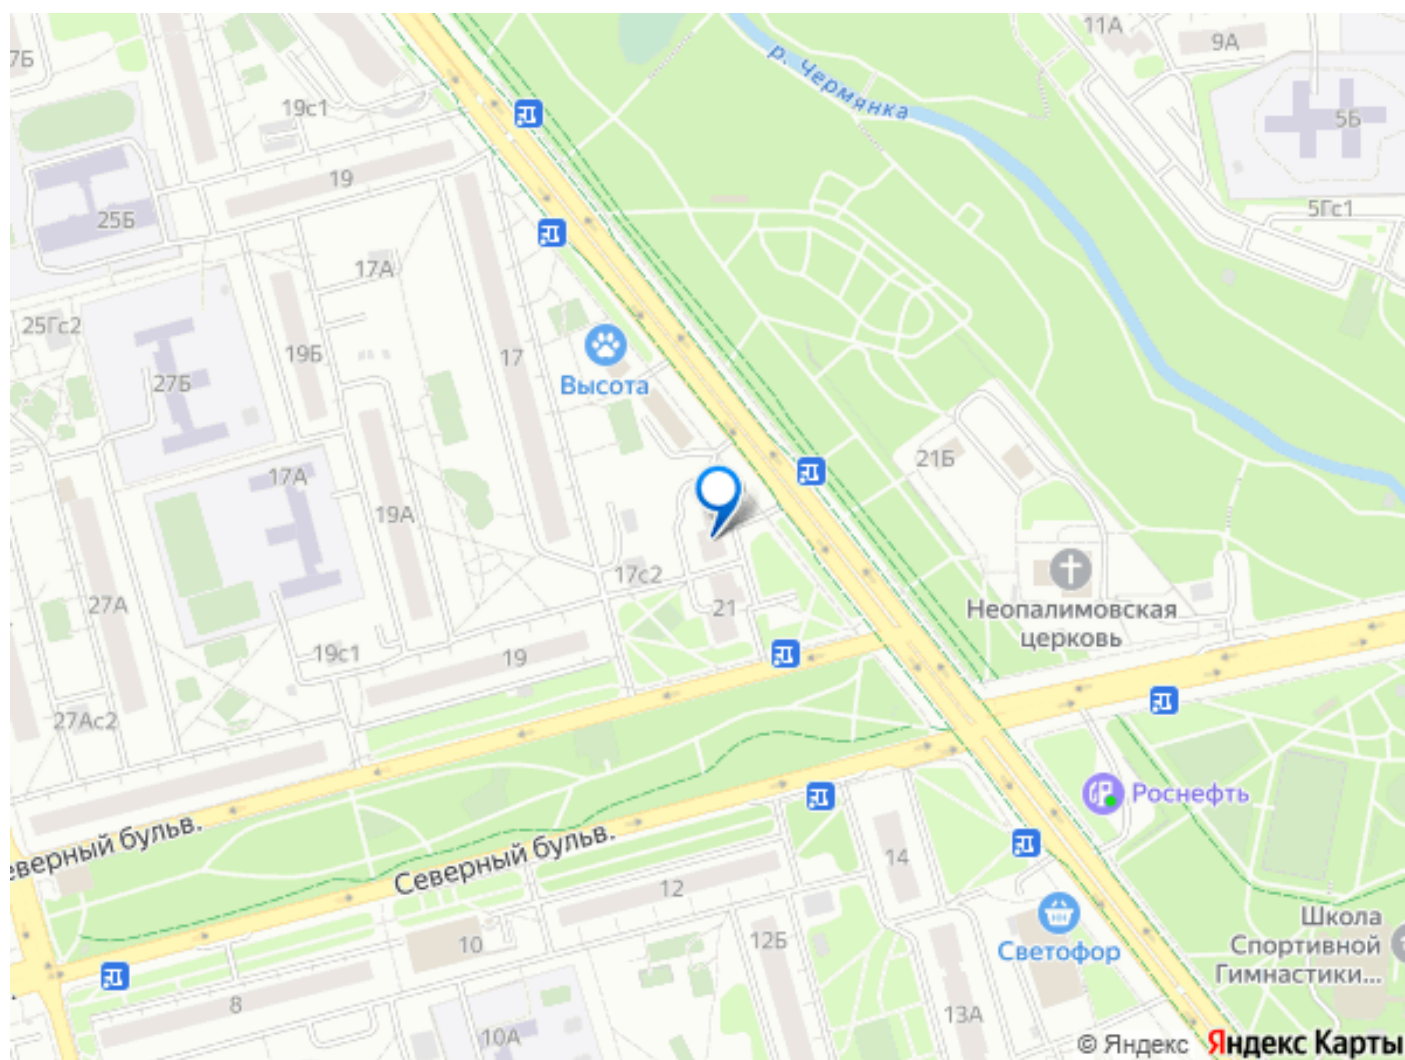 11А
9А
7Б
р. Чермянка
19с1
5Б
19
25Б
5Гс1
17А
25Гс2
19Б
17
27Б
Высота
21Б
17А
19А
17с2
27А
21
Неопалимовская
церковь
19с1
19
27Ас2
Роснефть
еверный бульв.
Северный бульв.
14
12
Светофор
Школа
Спортивной
Гимнастики...
12Б
10
8
13А
10А
© Яндекс Яндекс Карты